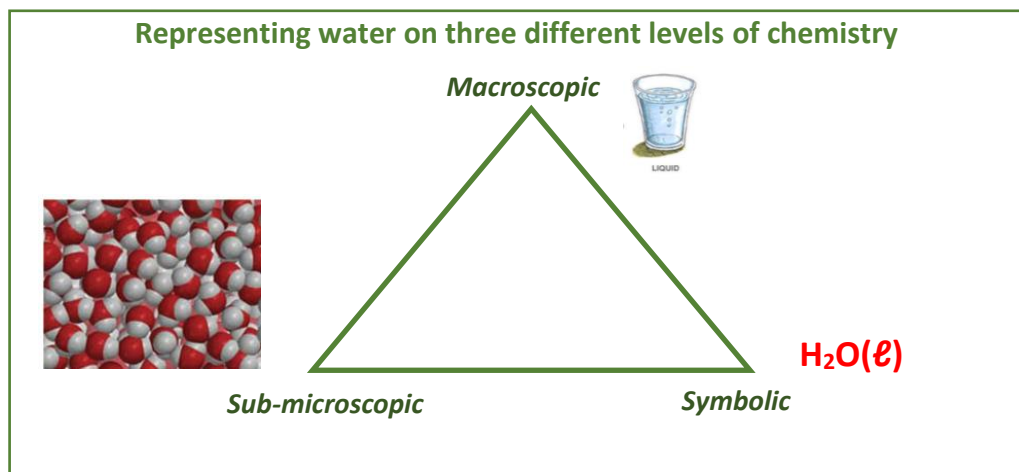 Representing water on three different levels of chemistry
Macroscopic
LIQUID
H₂O(ℓ)
Sub-microscopic
Symbolic